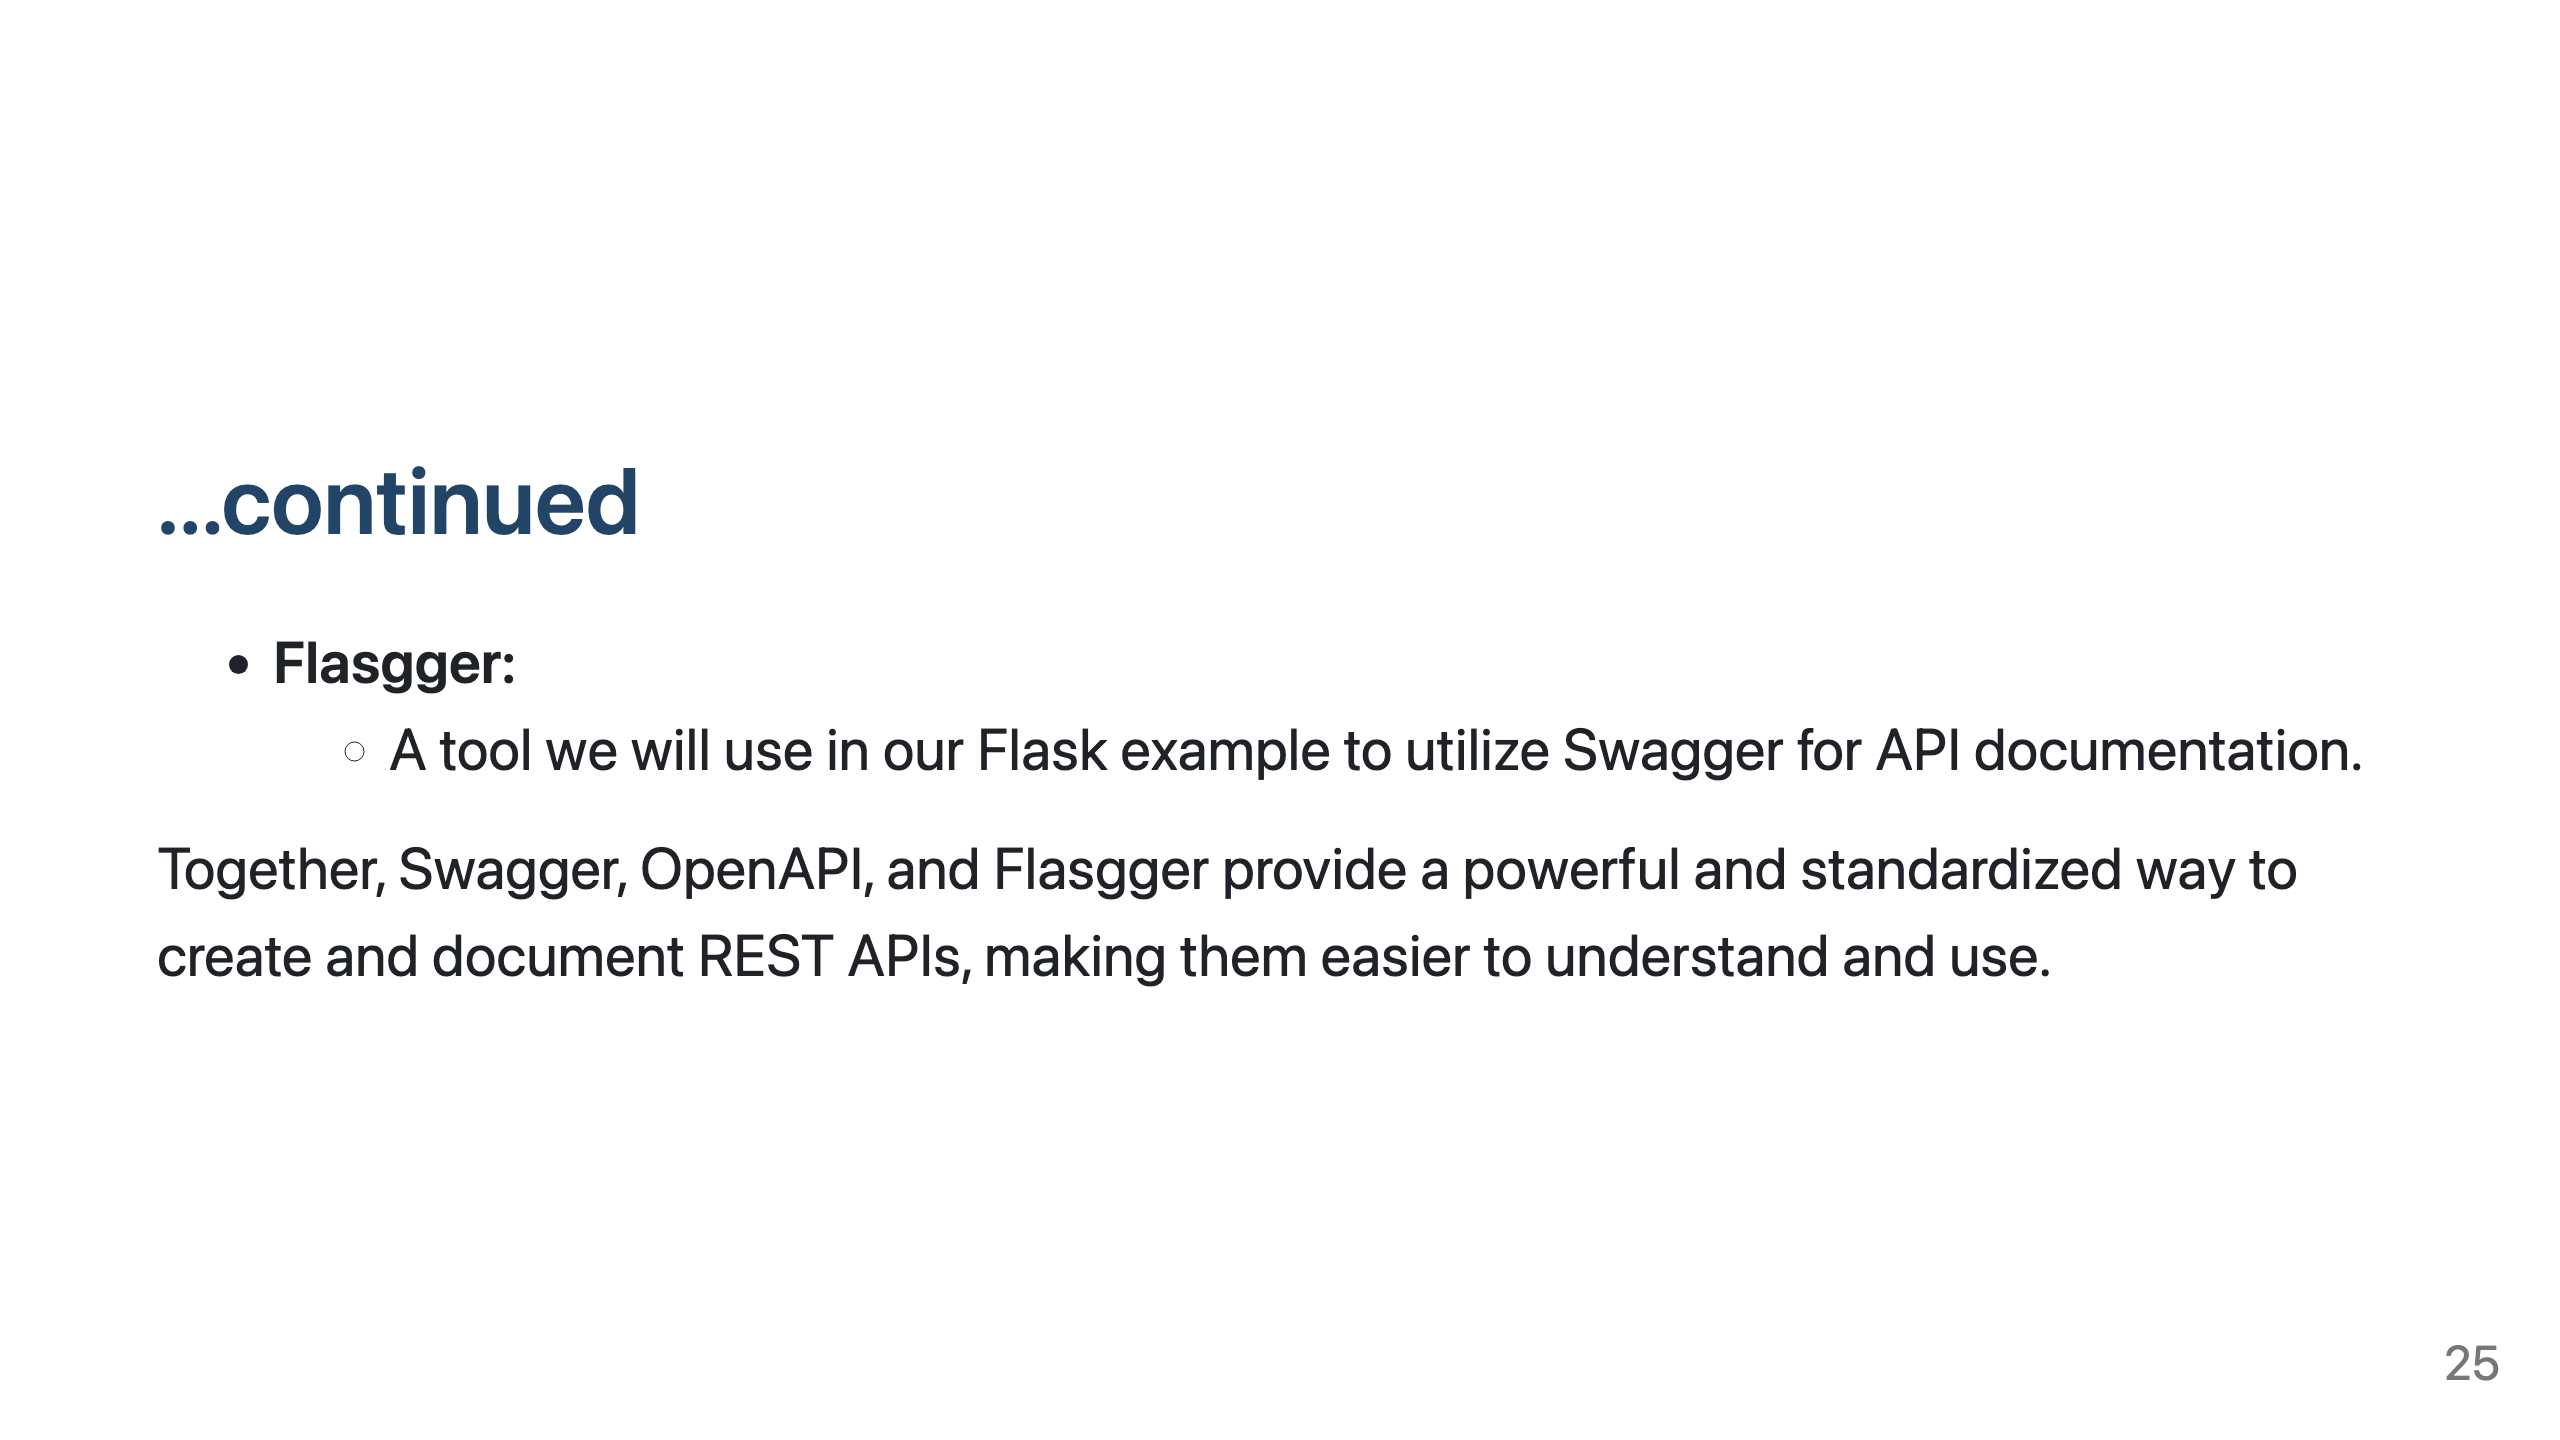 ...continued
• Flasgger:
○ A tool we will use in our Flask example to utilize Swagger for API documentation.
Together, Swagger, OpenAPI, and Flasgger provide a powerful and standardized way to
create and document REST APIs, making them easier to understand and use.
25